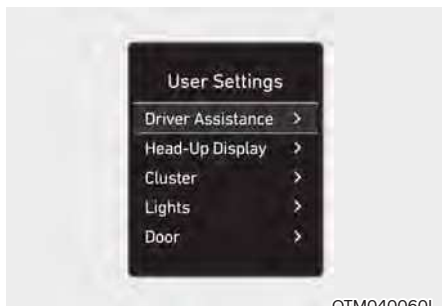 User Settings
Driver Assistance >
Head-Up Display >
Cluster >
Lights >
Door >